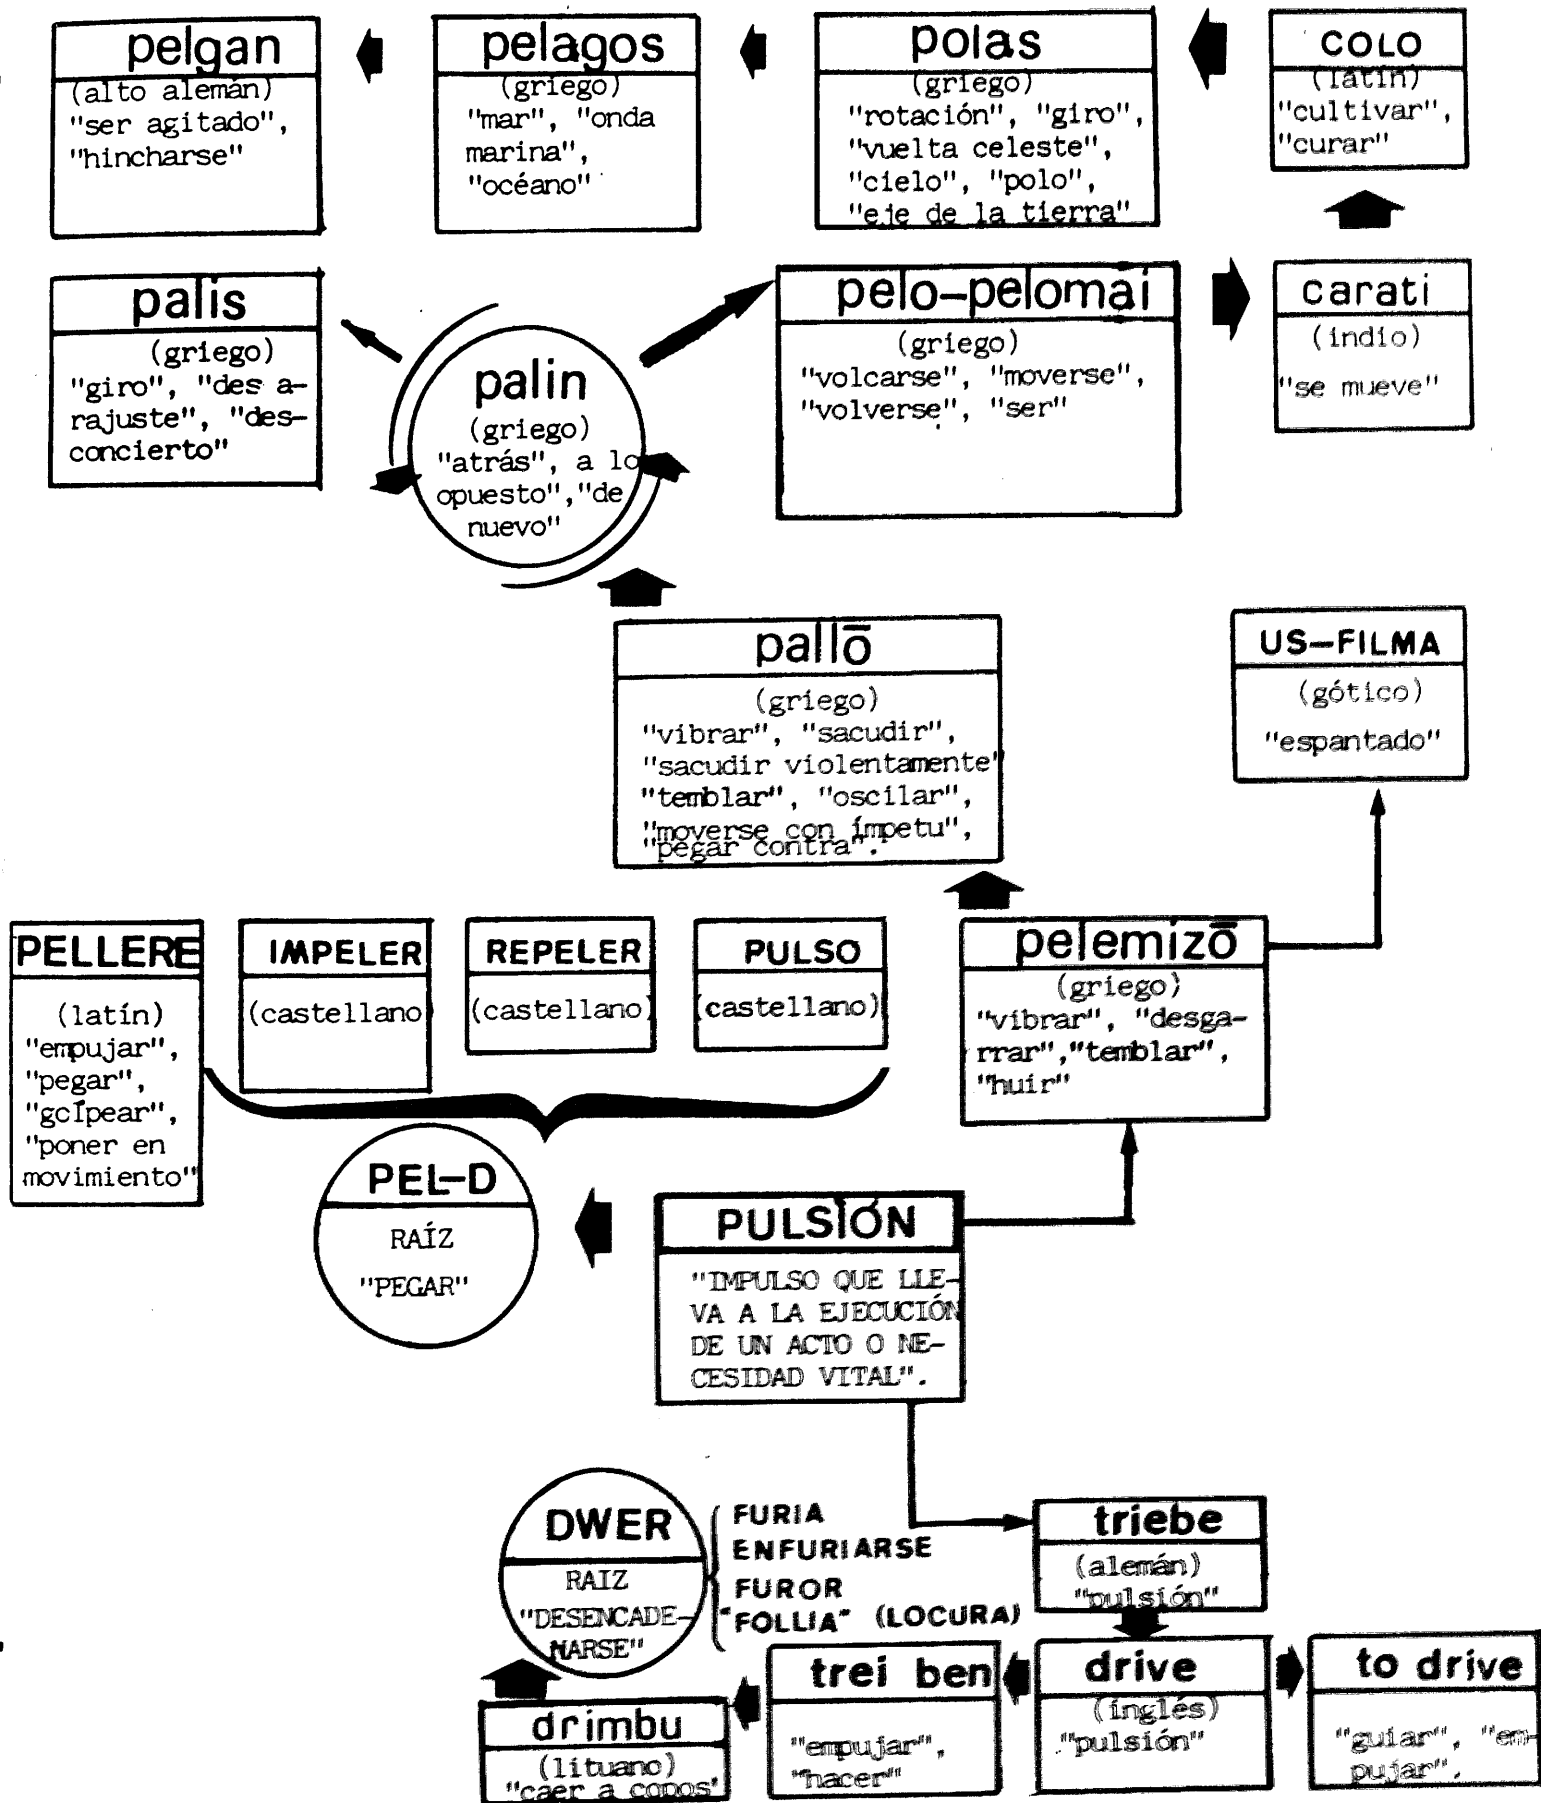 pelgan
(alto alemán)
"ser agitado",
"hincharse"
pelagos
(griego)
"mar", "onda
marina",
"océano"
polas
(griego)
"rotación", "giro",
"vuelta celeste",
"cielo", "polo",
"eje de la tierra"
COLO
(latín)
"cultivar",
"curar"
palis
(griego)
"giro", "des a-
rajuste", "des-
concierto"
palin
(griego)
"atrás", a lo
opuesto","de
nuevo"
pelo-pelomai
(griego)
"volcarse", "moverse",
"volverse", "ser"
carati
(indio)
"se mueve"
pallō
(griego)
"vibrar", "sacudir",
"sacudir violentamente"
"temblar", "oscilar",
"moverse con ímpetu",
"pegar contra".
US-FILMA
(gótico)
"espantado"
PELLERE
(latín)
"empujar",
"pegar",
"golpear",
"poner en
movimiento"
IMPELER
(castellano)
REPELER
(castellano)
PULSO
(castellano)
pelemizō
(griego)
"vibrar", "desga-
rrar","temblar",
"huir"
PEL-D
RAÍZ
"PEGAR"
PULSIÓN
"IMPULSO QUE LLE-
VA A LA EJECUCIÓN
DE UN ACTO O NE-
CESIDAD VITAL".
DWER
RAIZ
"DESENCADE-
NARSE"
FURIA
ENFURIARSE
FUROR
"FOLLIA" (LOCURA)
triebe
(alemán)
"pulsión"
drimbu
(lituano)
"caer a copos"
trei ben
"empujar",
"hacer"
drive
(inglés)
"pulsión"
to drive
"guiar", "em-
pujar".